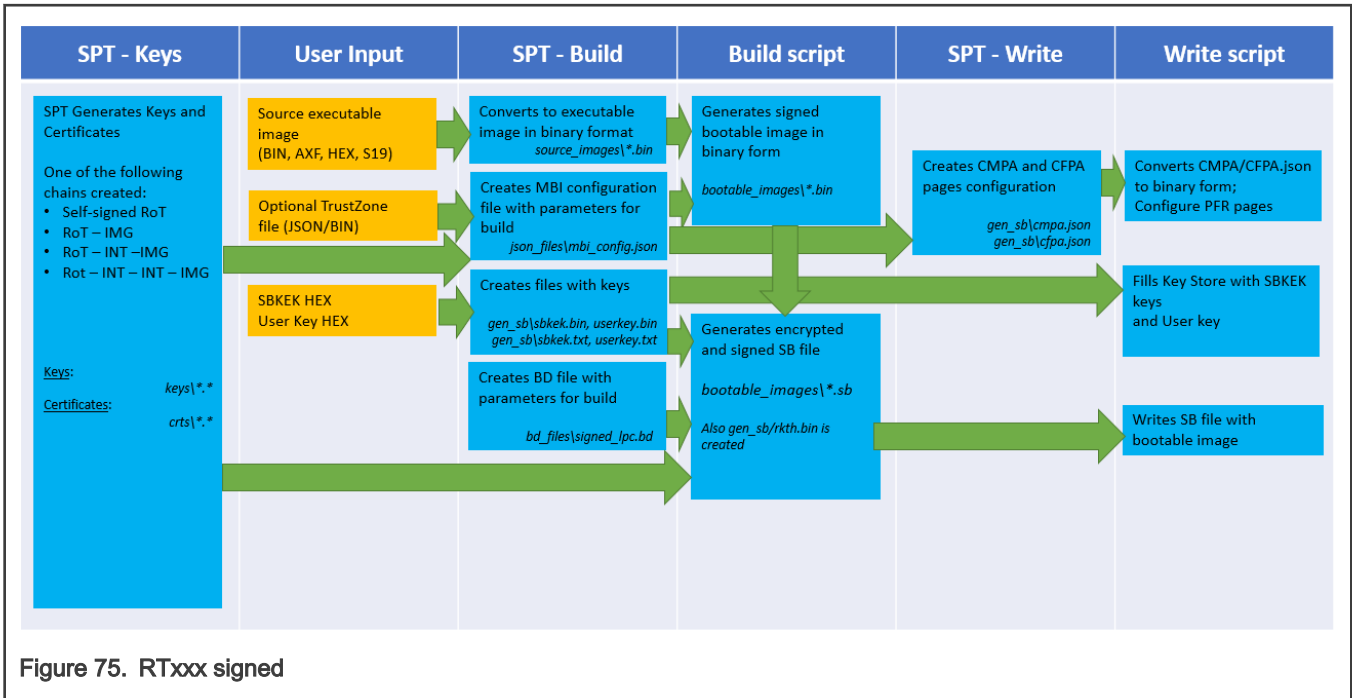 SPT - Keys
User Input
SPT - Build
Build script
SPT - Write
Write script
SPT Generates Keys and
Certificates
One of the following
chains created:
• Self-signed RoT
• RoT – IMG
• RoT – INT –IMG
• Rot – INT – INT – IMG
Keys:
keys\*.*
Certificates:
crts\*.*
Source executable
image
(BIN, AXF, HEX, S19)
Optional TrustZone
file (JSON/BIN)
SBKEK HEX
User Key HEX
Converts to executable
image in binary format
source_images\*.bin
Creates MBI configuration
file with parameters for
build
json_files\mbi_config.json
Creates files with keys
gen_sb\sbkek.bin, userkey.bin
gen_sb\sbkek.txt, userkey.txt
Creates BD file with
parameters for build
bd_files\signed_lpc.bd
Generates signed
bootable image in
binary form
bootable_images\*.bin
Generates encrypted
and signed SB file
bootable_images\*.sb
Also gen_sb/rkth.bin is
created
Creates CMPA and CFPA
pages configuration
gen_sb\cmpa.json
gen_sb\cfpa.json
Converts CMPA/CFPA.json
to binary form;
Configure PFR pages
Fills Key Store with SBKEK
keys
and User key
Writes SB file with
bootable image
Figure 75. RTxxx signed